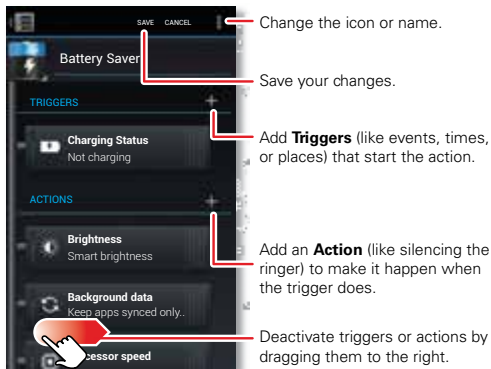 SAVE CANCEL
Change the icon or name.
Battery Saver
Save your changes.
TRIGGERS
Add Triggers (like events, times,
or places) that start the action.
Charging Status
Not charging
ACTIONS
Add an Action (like silencing the
ringer) to make it happen when
the trigger does.
Brightness
Smart brightness
Background data
Keep apps synced only..
Deactivate triggers or actions by
dragging them to the right.
cessor speed